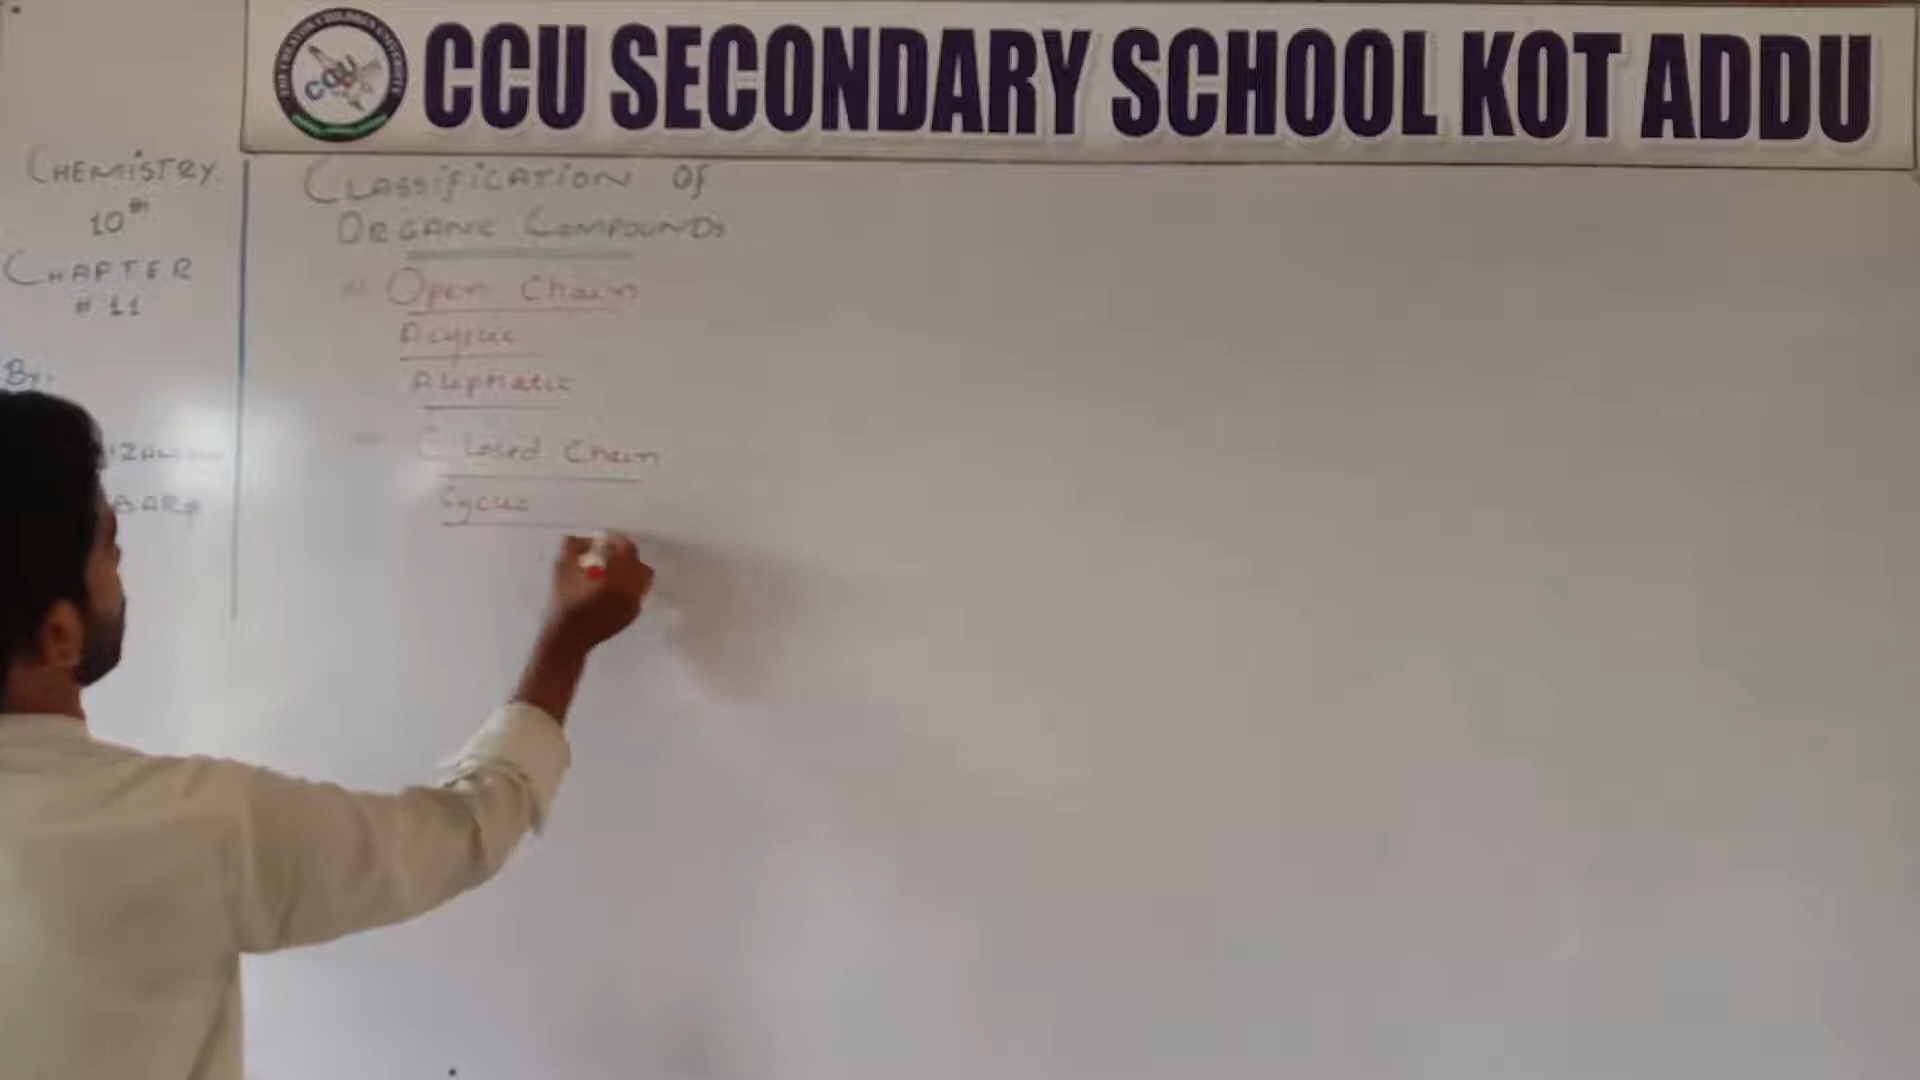 CCU SECONDARY SCHOOL KOT ADDU
CCU
CHEMISTRY
10th
CHAPTER
# 11
By:
CLASSIFICATION OF
ORGANIC COMPOUNDS
Open Chain
Acyclic
Aliphatic
Closed Chain
Cyclic